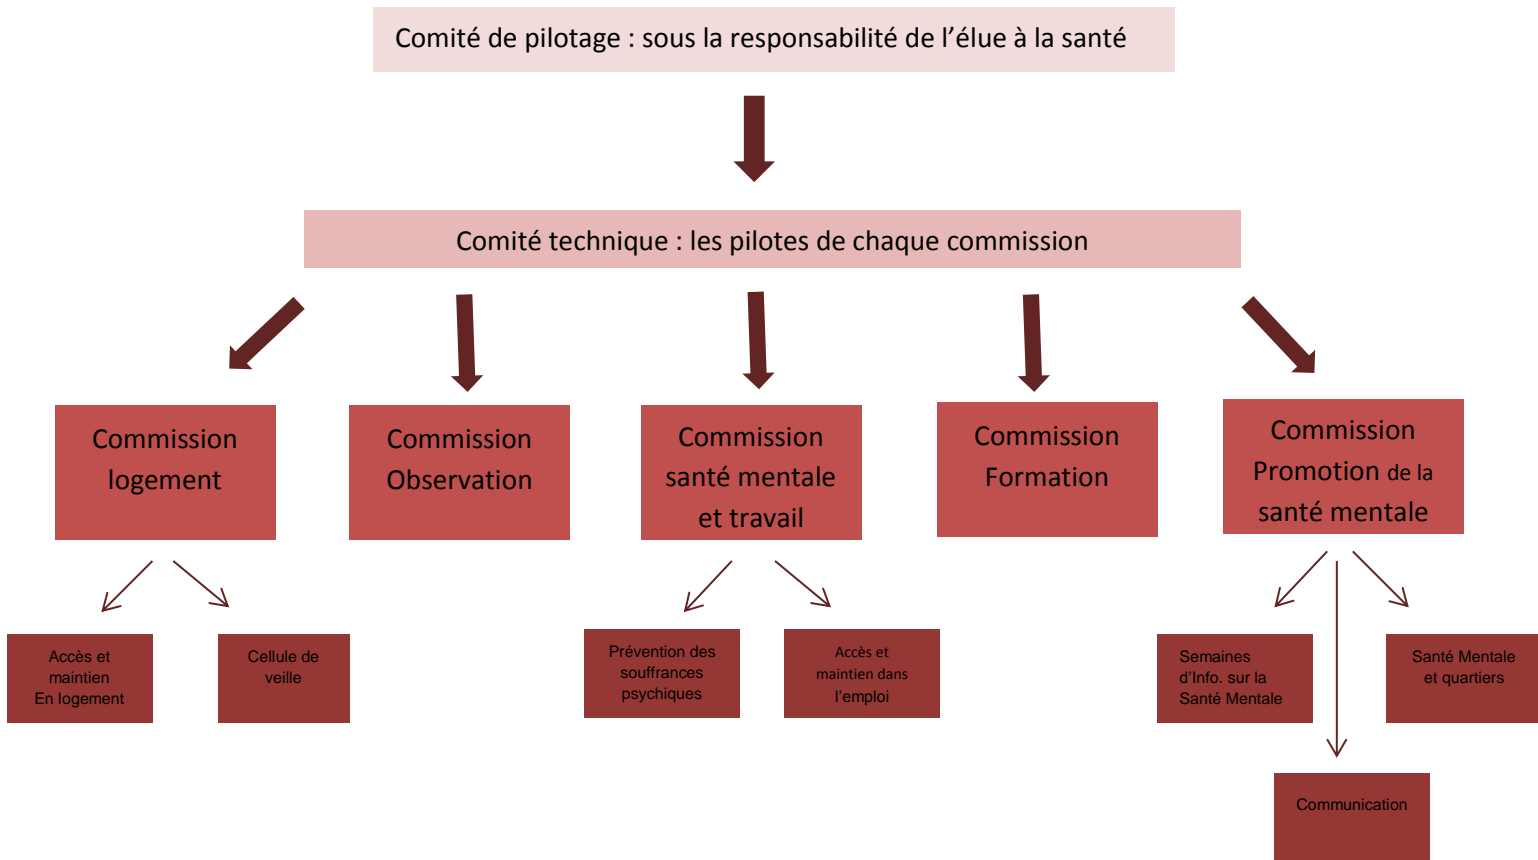 Comité de pilotage : sous la responsabilité de l’élue à la santé
Comité technique : les pilotes de chaque commission
Commission
logement
Commission
Observation
Commission
santé mentale
et travail
Commission
Formation
Commission
Promotion de la
santé mentale
Accès et
maintien
En logement
Cellule de
veille
Prévention des
souffrances
psychiques
Accès et
maintien dans
l’emploi
Semaines
d’Info. sur la
Santé Mentale
Santé Mentale
et quartiers
Communication